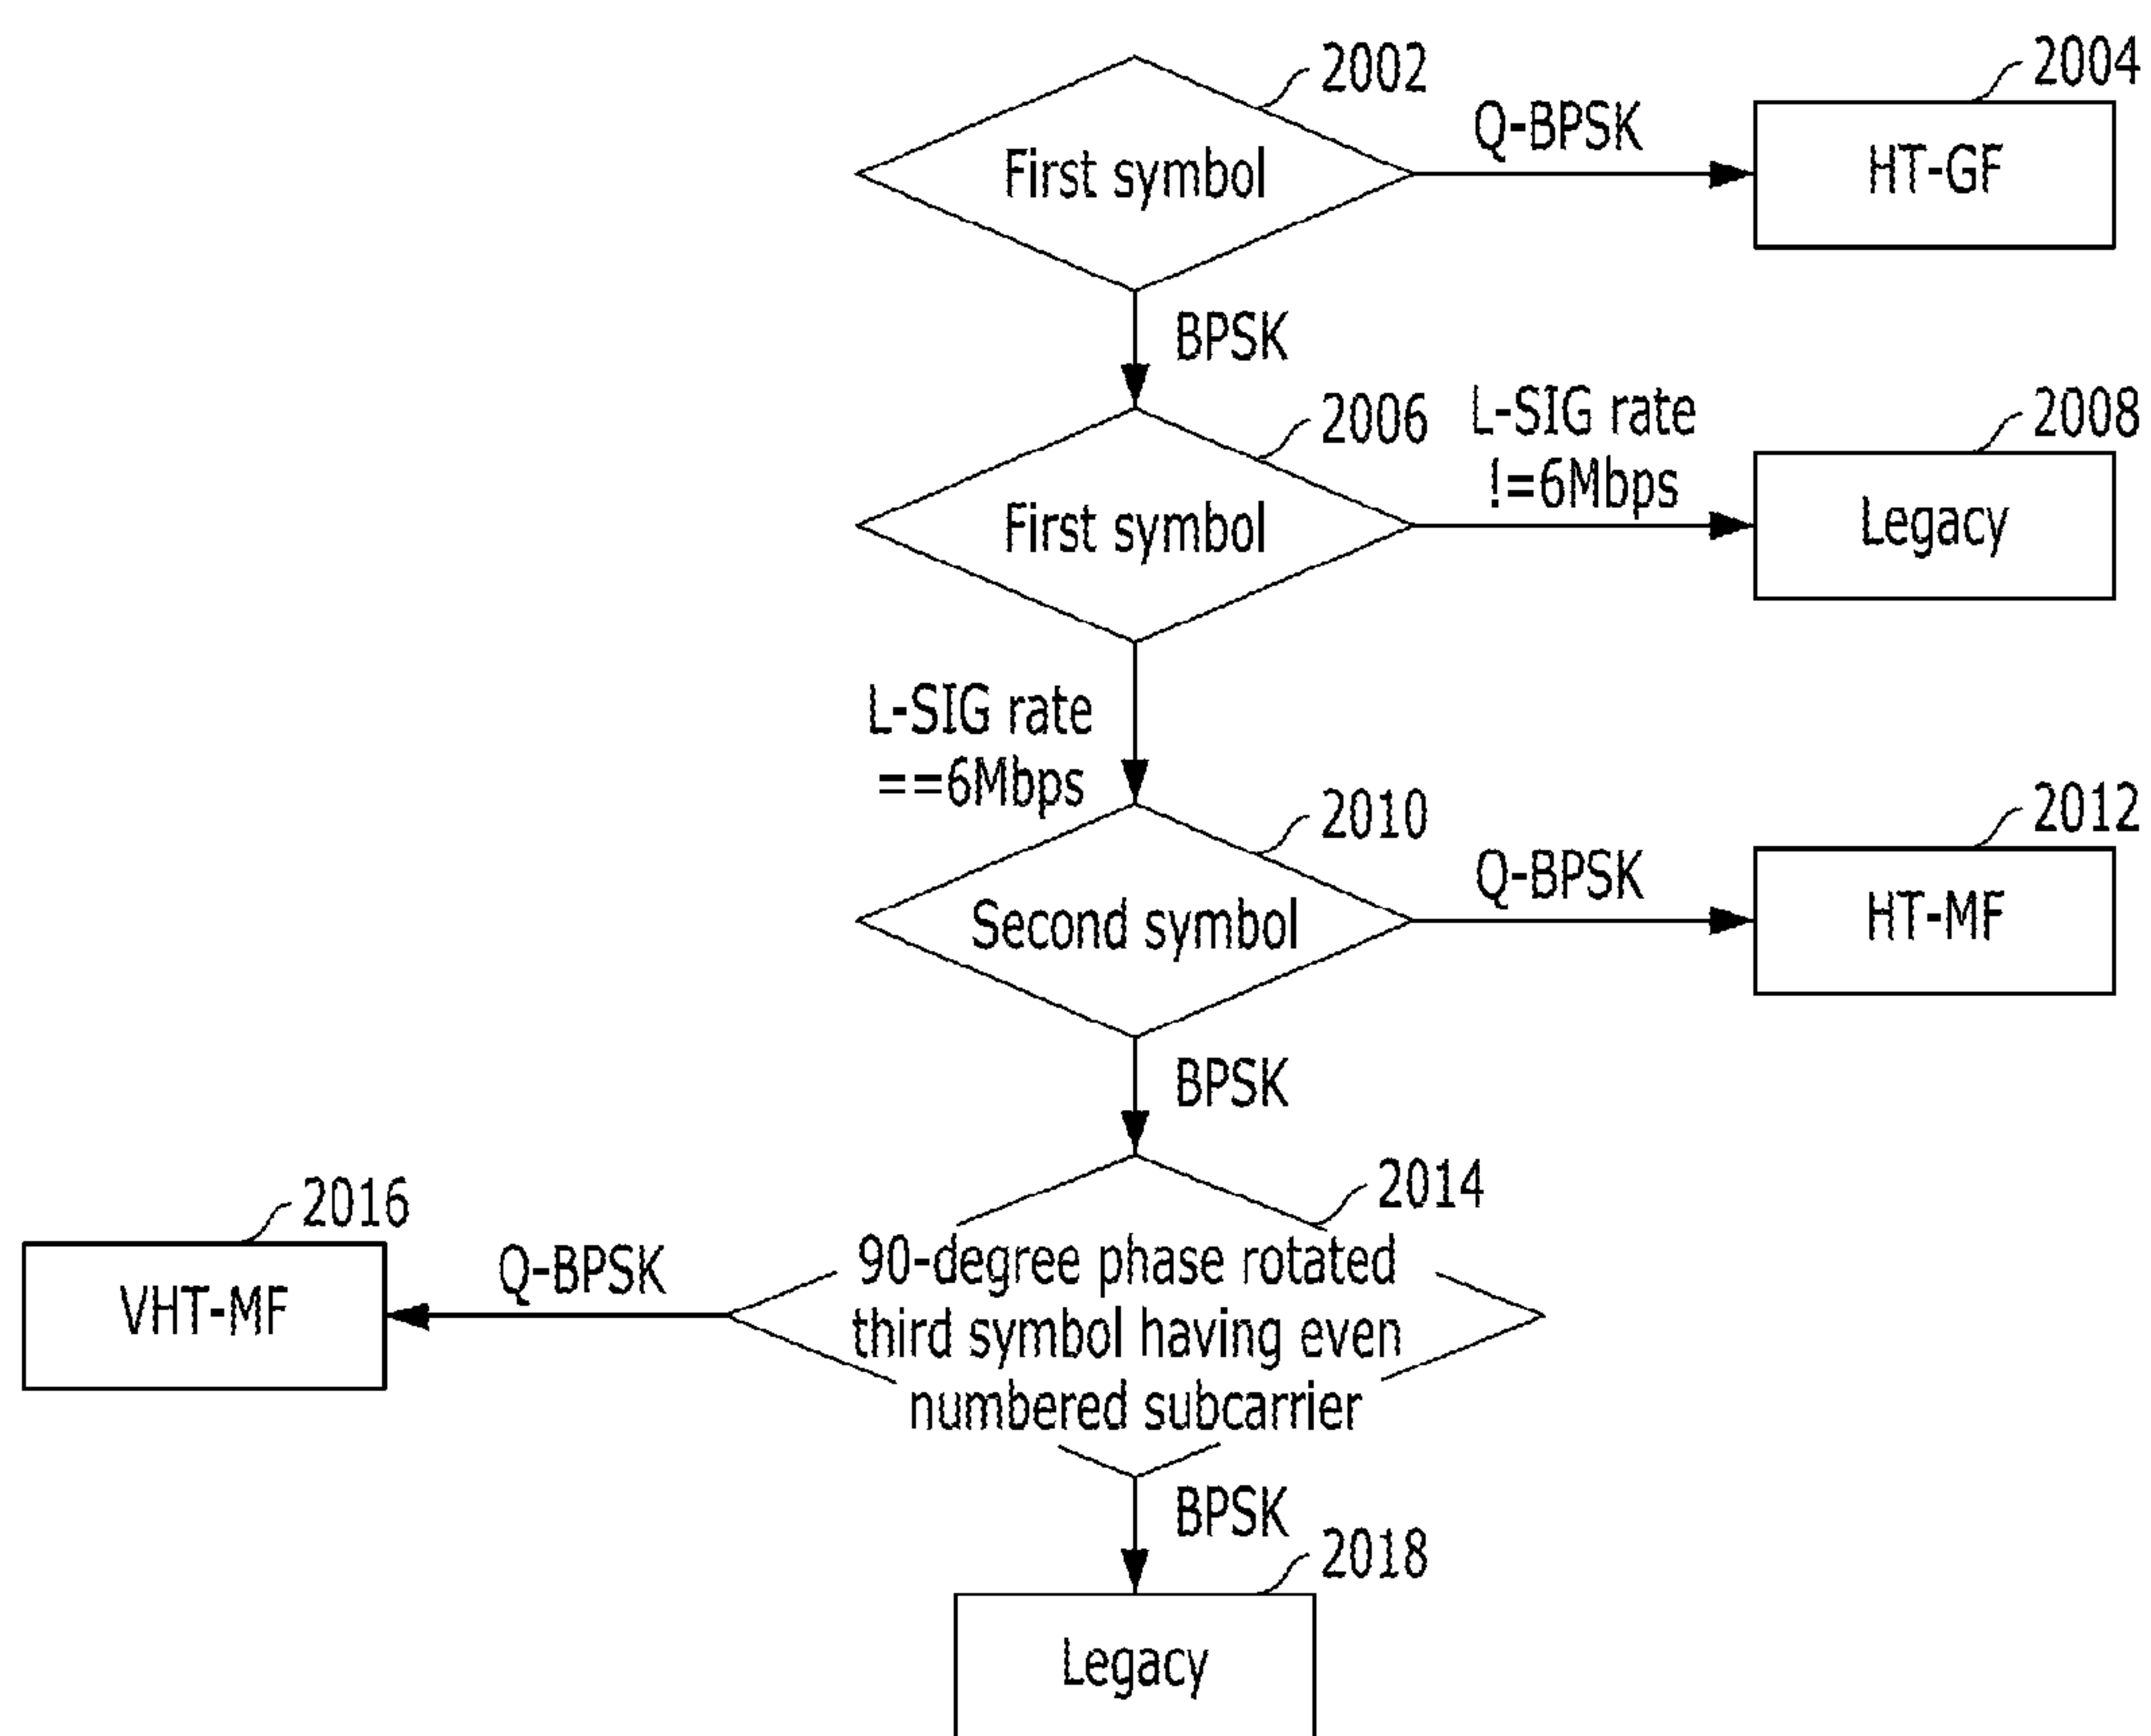 2002
2004
Q-BPSK
First symbol
HT-GF
BPSK
2006
L-SIG rate
!=6Mbps
2008
First symbol
Legacy
L-SIG rate
==6Mbps
2010
2012
Q-BPSK
Second symbol
HT-MF
BPSK
2014
2016
Q-BPSK
VHT-MF
90-degree phase rotated
third symbol having even
numbered subcarrier
BPSK
2018
Legacy